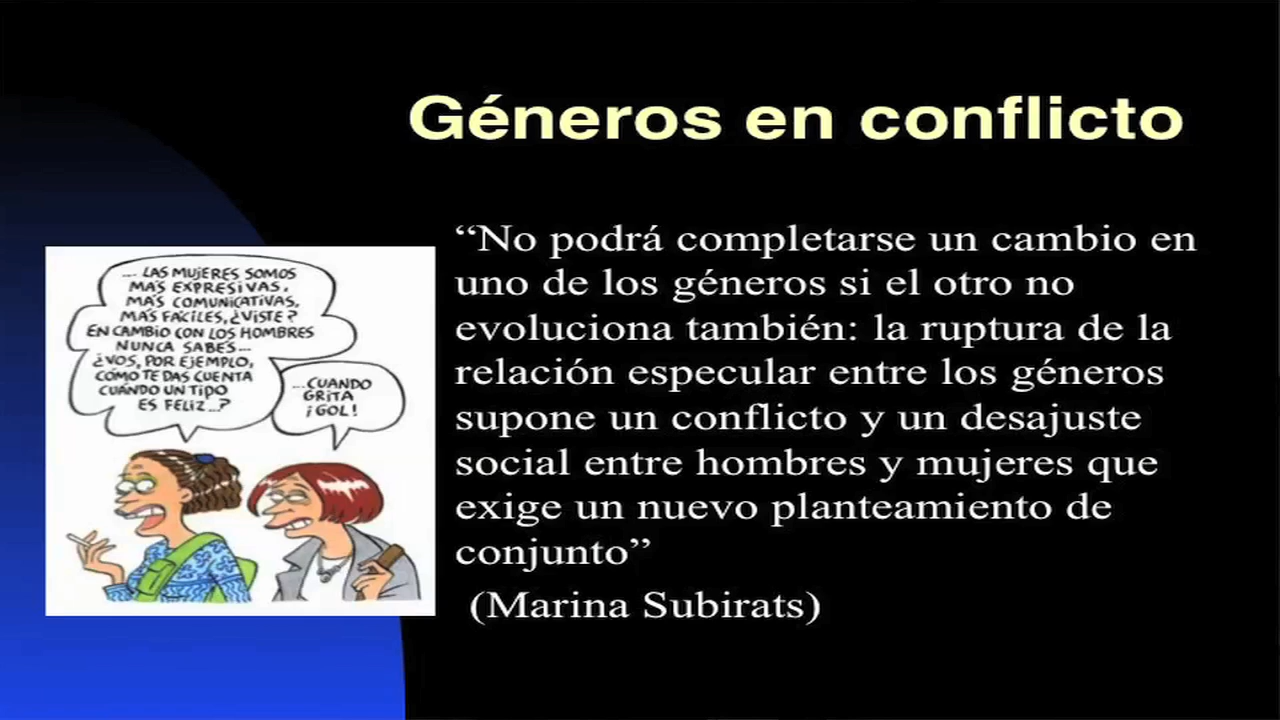 Géneros en conflicto
... LAS MUJERES SOMOS
MÁS EXPRESIVAS,
MÁS COMUNICATIVAS,
MÁS FÁCILES, ¿VISTE?
EN CAMBIO CON LOS HOMBRES
NUNCA SABÉS...
¿VOS, POR EJEMPLO,
CÓMO TE DAS CUENTA
CUÁNDO UN TIPO
ES FELIZ...?
...CUANDO
GRITA
¡GOL!
“No podrá completarse un cambio en
uno de los géneros si el otro no
evoluciona también: la ruptura de la
relación especular entre los géneros
supone un conflicto y un desajuste
social entre hombres y mujeres que
exige un nuevo planteamiento de
conjunto”
(Marina Subirats)